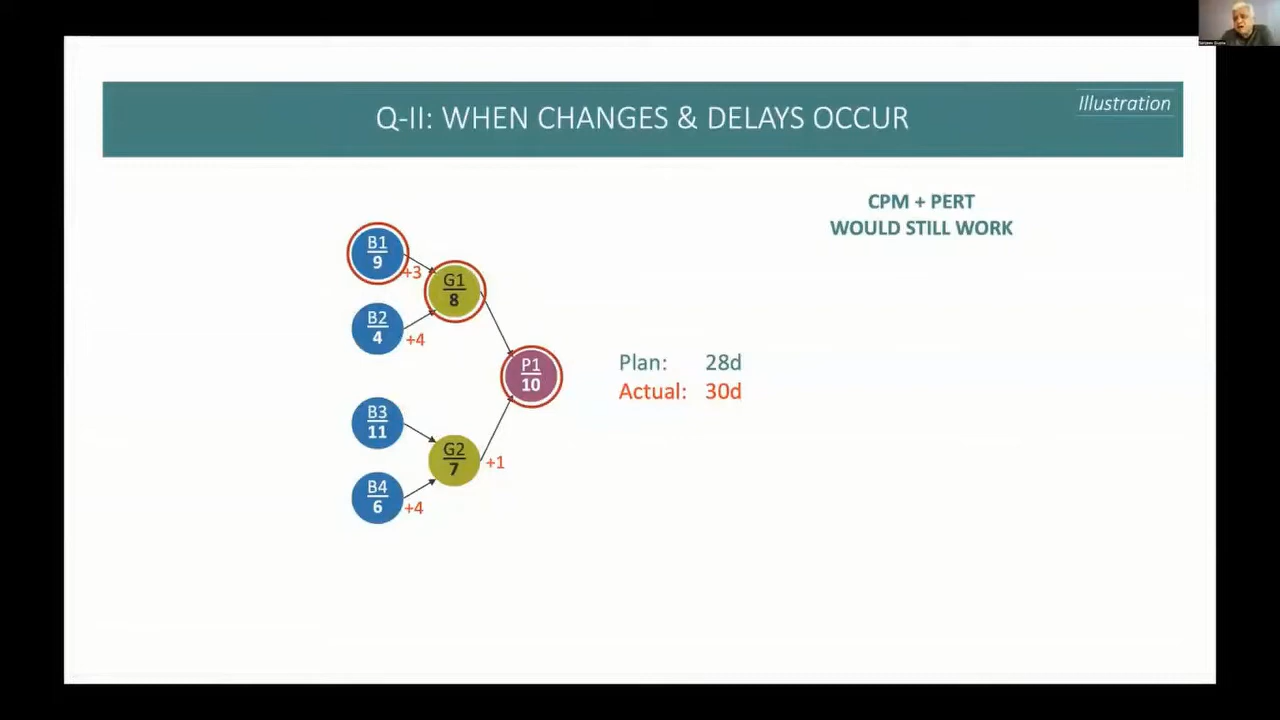 Q-II: WHEN CHANGES & DELAYS OCCUR
Illustration
CPM + PERT
WOULD STILL WORK
B1
9
+3
G1
8
B2
4
+4
P1
10
Plan: 28d
Actual: 30d
B3
11
G2
7
+1
B4
6
+4